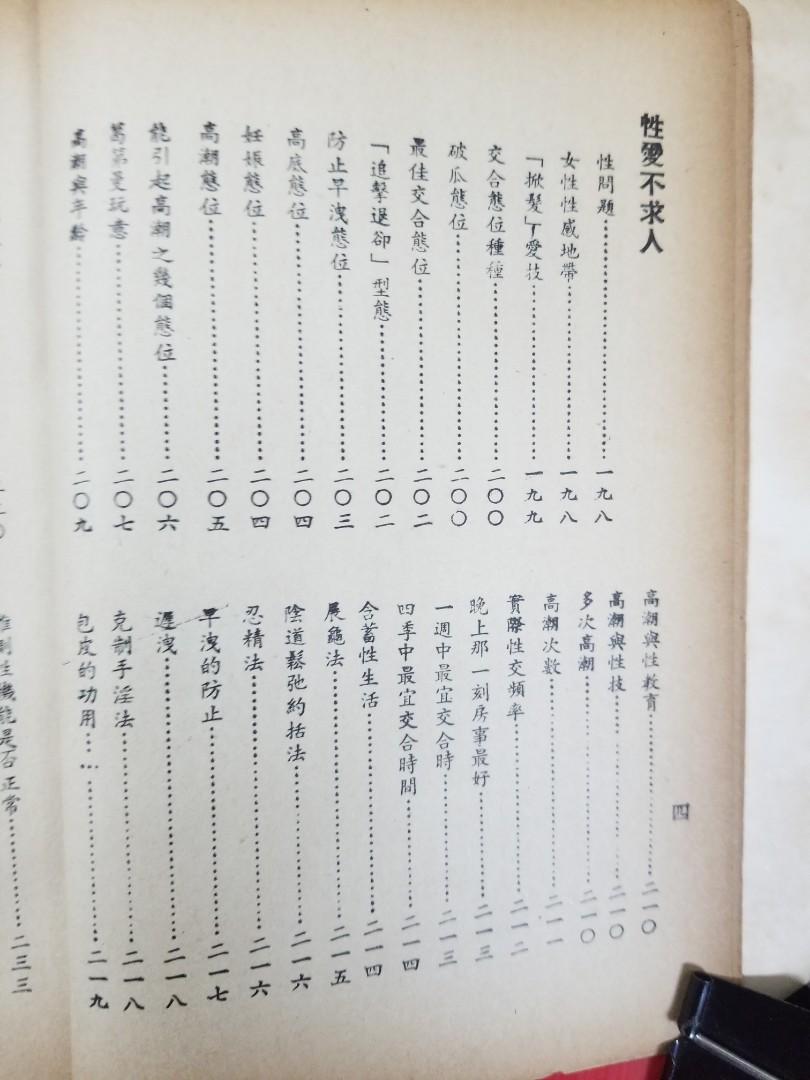 性愛不求人
性問題……一九八
女性性感地帶……一九八
「掀髮」丅愛技……一九九
交合態位種種……二〇〇
破瓜態位……二〇〇
最佳交合態位……二〇二
「追擊退卻」型態……二〇二
防止早洩態位……二〇三
高底態位……二〇四
妊娠態位……二〇四
高潮態位……二〇五
能引起高潮之幾個態位……二〇六
葛第曼玩意……二〇七
高潮與年齡……二〇九
高潮與性教育……二一〇
高潮與性技……二一〇
多次高潮……二一〇
高潮次數……二一一
實際性交頻率……二一二
晚上那一刻房事最好……二一三
一週中最宜交合時……二一三
四季中最宜交合時間……二一四
含蓄性生活……二一四
展龜法……二一五
陰道鬆弛約括法……二一六
忍精法……二一六
早洩的防止……二一七
遲洩……二一八
克制手淫法……二一八
包皮的功用……二一九
四
性機能是否正常……二三三